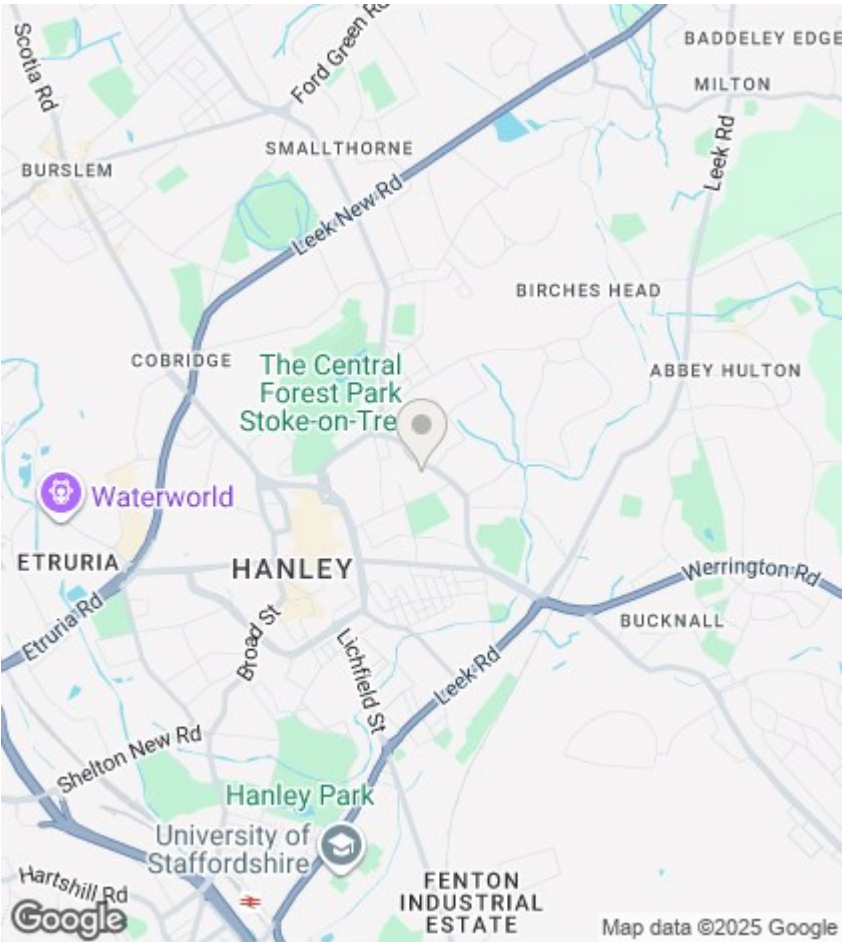 Scotia Rd
Ford Green Rd
BADDELEY EDGE
MILTON
SMALLTHORNE
BURSLEM
Leek Rd
Leek New Rd
BIRCHES HEAD
COBRIDGE
The Central
Forest Park
Stoke-on-Tre
ABBEY HULTON
Waterworld
ETRURIA
HANLEY
Werrington Rd
Etruria Rd
Broad St
BUCKNALL
Lichfield St
Leek Rd
Shelton New Rd
Hanley Park
University of
Staffordshire
Hartshill Rd
FENTON
INDUSTRIAL
ESTATE
Google
Map data ©2025 Google